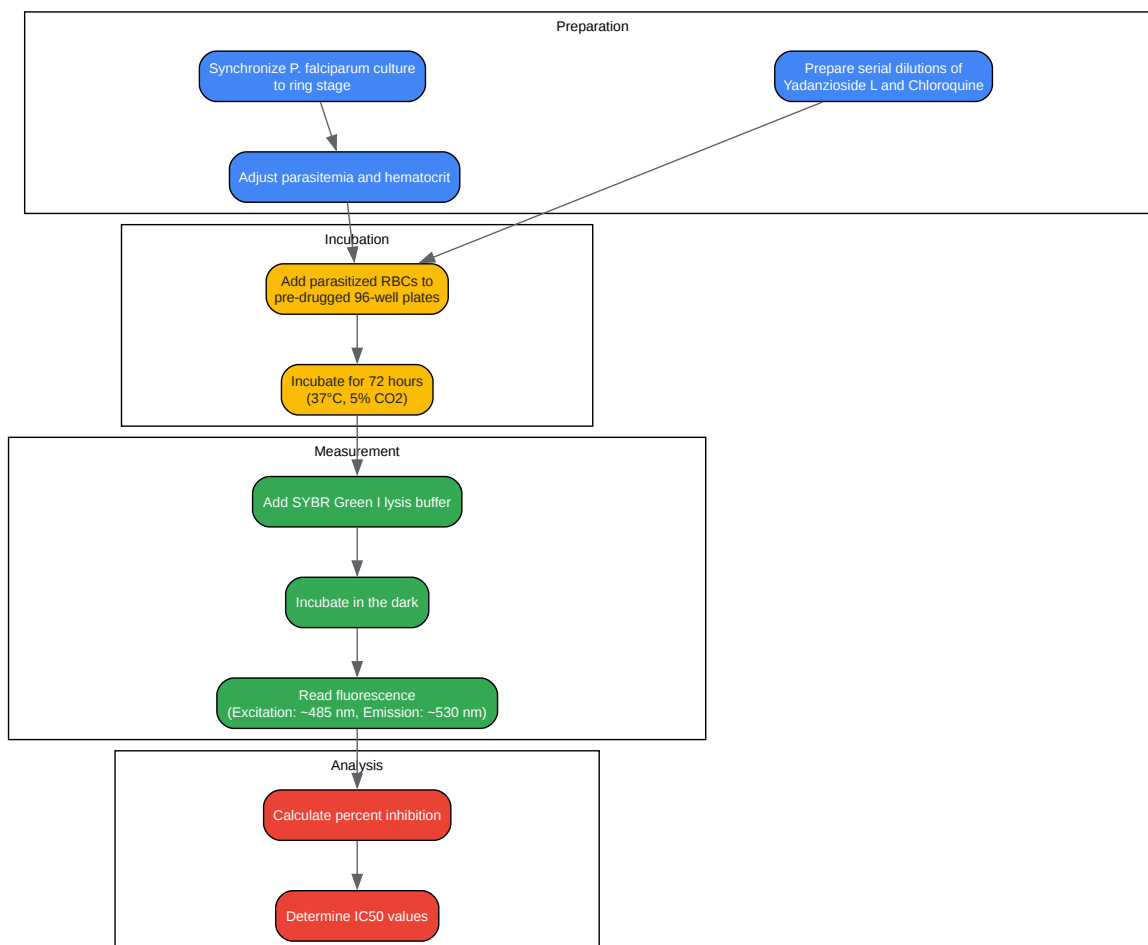 Preparation
Synchronize P. falciparum culture
to ring stage
Prepare serial dilutions of
Yadanzioside L and Chloroquine
Adjust parasitemia and hematocrit
Incubation
Add parasitized RBCs to
pre-drugged 96-well plates
Incubate for 72 hours
(37°C, 5% CO2)
Measurement
Add SYBR Green I lysis buffer
Incubate in the dark
Read fluorescence
(Excitation: ~485 nm, Emission: ~530 nm)
Analysis
Calculate percent inhibition
Determine IC50 values